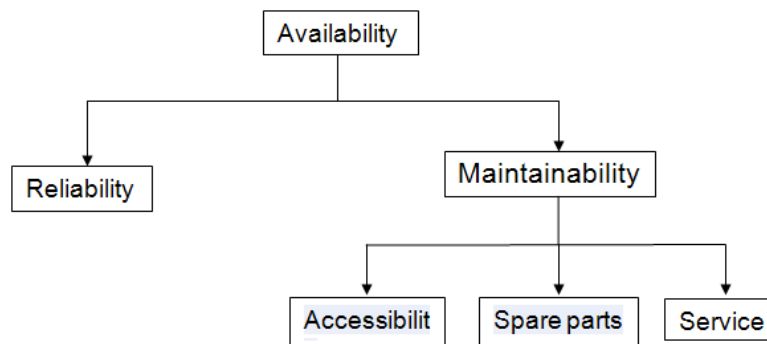 Availability
Reliability
Maintainability
Accessibilit
Spare parts
Service